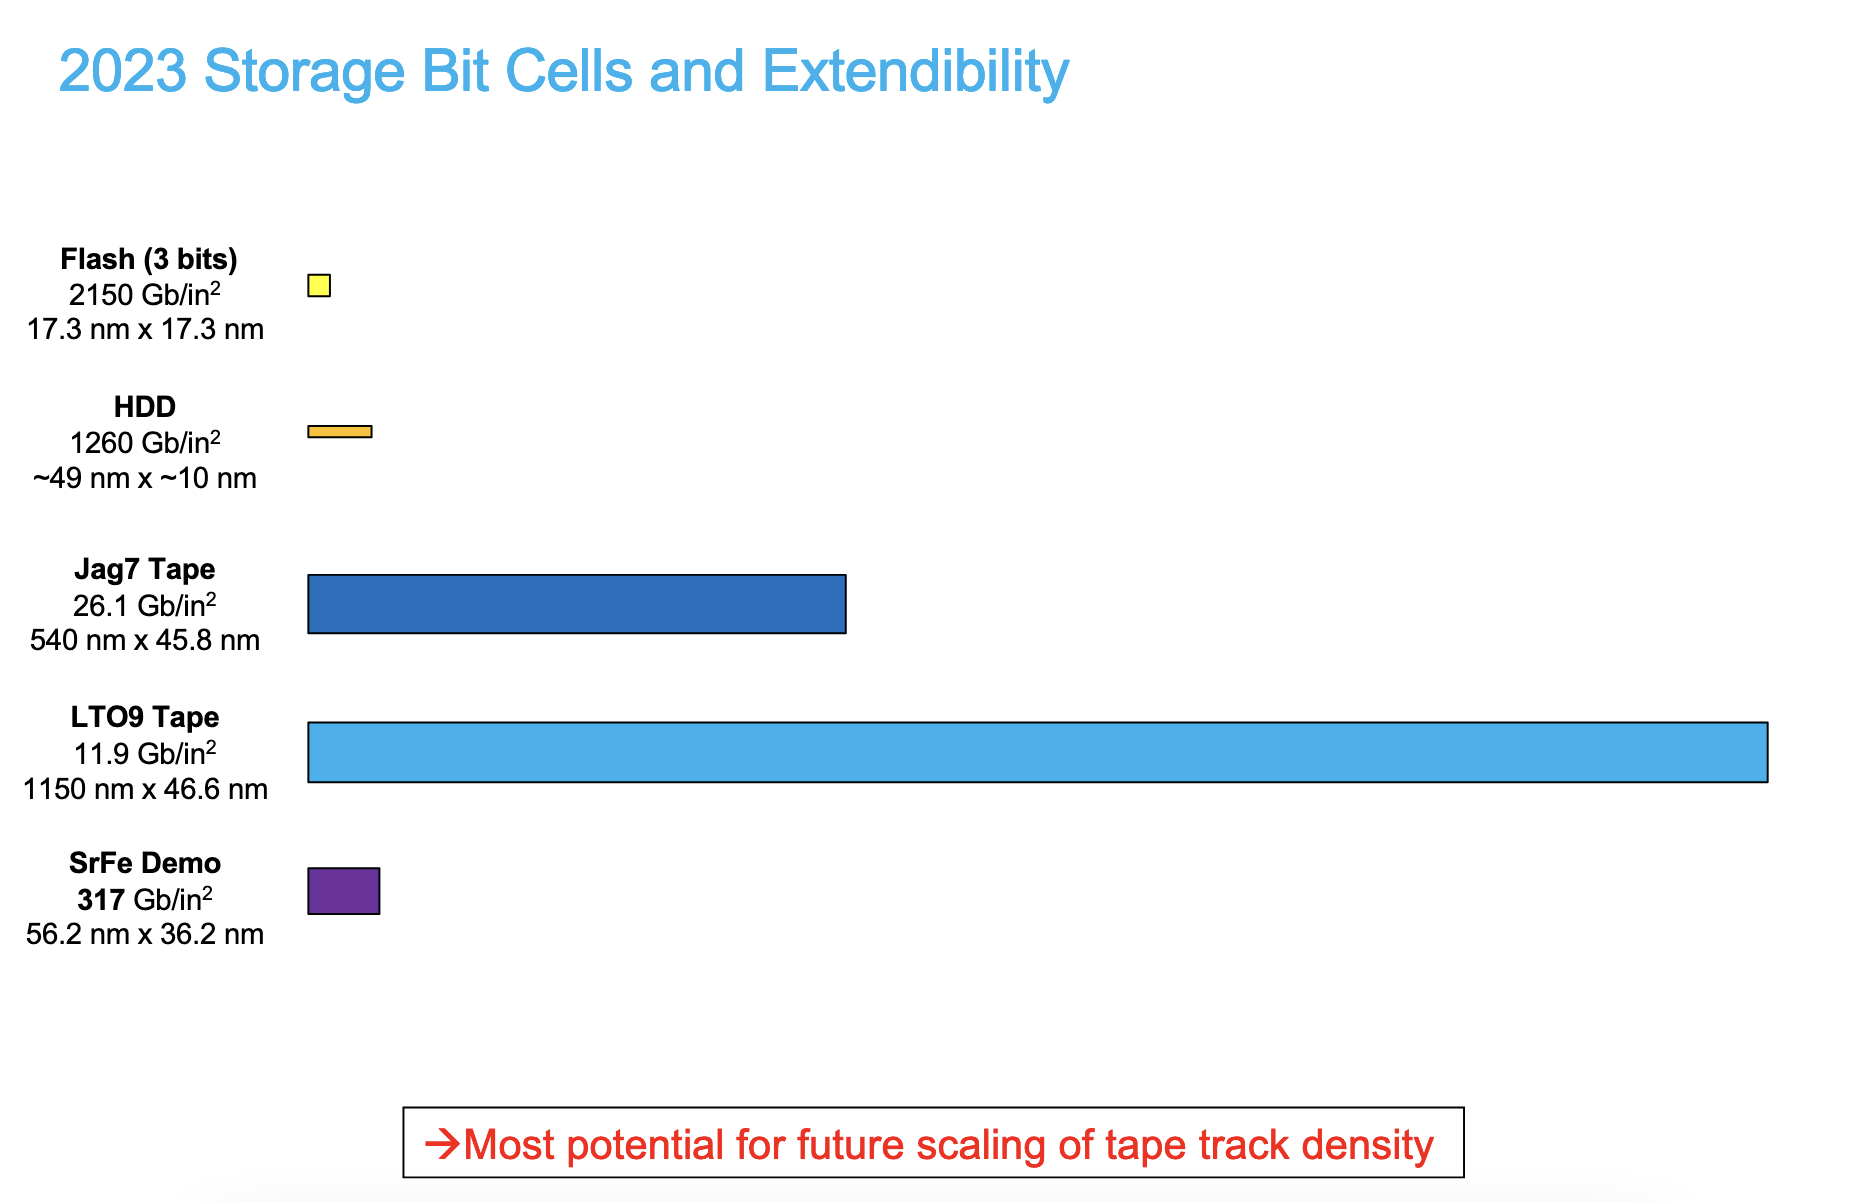 2023 Storage Bit Cells and Extendibility
Flash (3 bits)
2150 Gb/in²
17.3 nm x 17.3 nm
HDD
1260 Gb/in²
~49 nm x ~10 nm
Jag7 Tape
26.1 Gb/in²
540 nm x 45.8 nm
LTO9 Tape
11.9 Gb/in²
1150 nm x 46.6 nm
SrFe Demo
317 Gb/in²
56.2 nm x 36.2 nm
→Most potential for future scaling of tape track density